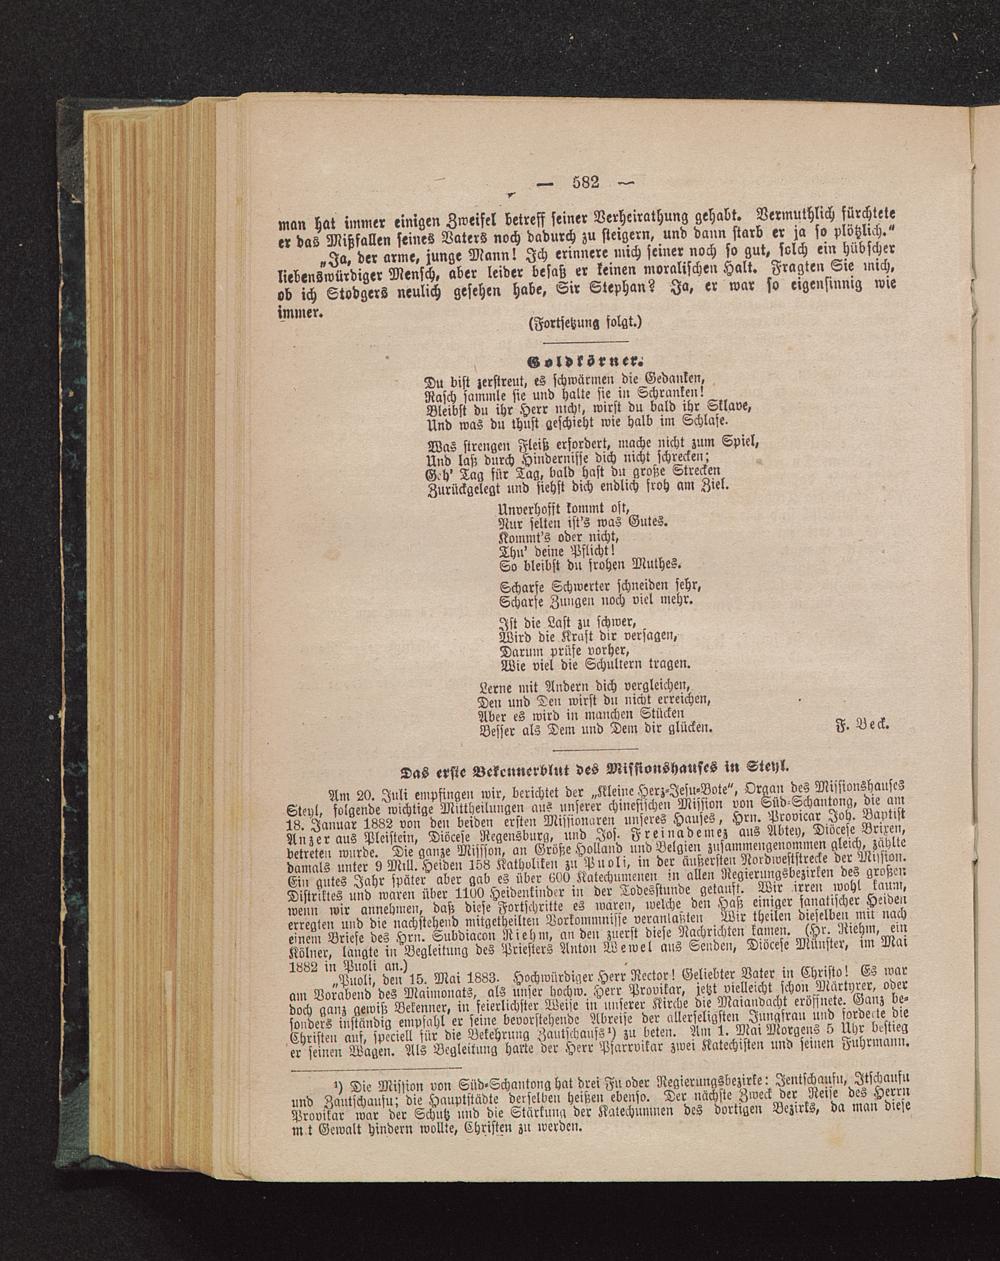 — 582 —
man hat immer einigen Zweifel betreff seiner Verheirathung gehabt. Vermuthlich fürchtete
er das Mißfallen seines Vaters noch dadurch zu steigern, und dann starb er ja so plötzlich.“
„Ja, der arme, junge Mann! Ich erinnere mich seiner noch so gut, solch ein hübscher
liebenswürdiger Mensch, aber leider besaß er keinen moralischen Halt. Fragten Sie mich,
ob ich Stodgers neulich gesehen habe, Sir Stephan? Ja, er war so eigensinnig wie
immer.
(Fortsetzung folgt.)
Goldkörner.
Du bist zerstreut, es schwärmen die Gedanken,
Rasch sammle sie und halte sie in Schranken!
Bleibst du ihr Herr nicht, wirst du bald ihr Sklave,
Und was du thust geschieht wie halb im Schlafe.
Was strengen Fleiß erfordert, mache nicht zum Spiel,
Und laß durch Hindernisse dich nicht schrecken;
Geh’ Tag für Tag, bald hast du große Strecken
Zurückgelegt und siehst dich endlich froh am Ziel.
Unverhofft kommt oft,
Nur selten ist’s was Gutes.
Kommt’s oder nicht,
Thu’ deine Pflicht!
So bleibst du frohen Muthes.
Scharfe Schwerter schneiden sehr,
Scharfe Zungen noch viel mehr.
Ist die Last zu schwer,
Wird die Kraft dir versagen,
Darum prüfe vorher,
Wie viel die Schultern tragen.
Lerne mit Andern dich vergleichen,
Den und Den wirst du nicht erreichen,
Aber es wird in manchen Stücken
Besser als Dem und Dem dir glücken.
F. Beck.
Das erste Bekennerblut des Missionshauses in Steyl.
Am 20. Juli empfingen wir, berichtet der „Kleine Herz-Jesu-Bote“, Organ des Missionshauses
Steyl, folgende wichtige Mittheilungen aus unserer chinesischen Mission von Süd-Schantong, die am
18. Januar 1882 von den beiden ersten Missionaren unseres Hauses, Hrn. Provicar Joh. Baptist
Anzer aus Pleistein, Diöcese Regensburg, und Jos. Freinademez aus Abtey, Diöcese Brixen,
betreten wurde. Die ganze Mission, an Größe Holland und Belgien zusammengenommen gleich, zählte
damals unter 9 Mill. Heiden 158 Katholiken zu Puoli, in der äußersten Nordweststrecke der Mission.
Ein gutes Jahr später aber gab es über 600 Katechumenen in allen Regierungsbezirken des großen
Distriktes und waren über 1100 Heidenkinder in der Todesstunde getauft. Wir irren wohl kaum,
wenn wir annehmen, daß diese Fortschritte es waren, welche den Haß einiger fanatischer Heiden
erregten und die nachstehend mitgetheilten Vorkommnisse veranlaßten Wir theilen dieselben mit nach
einem Briefe des Hrn. Subdiacon Riehm, an den zuerst diese Nachrichten kamen. (Hr. Riehm, ein
Kölner, langte in Begleitung des Priesters Anton Wewel aus Senden, Diöcese Münster, im Mai
1882 in Puoli an.)
„Puoli, den 15. Mai 1883. Hochwürdiger Herr Rector! Geliebter Vater in Christo! Es war
am Vorabend des Maimonats, als unser hochw. Herr Provikar, jetzt vielleicht schon Märtyrer, oder
doch ganz gewiß Bekenner, in feierlichster Weise in unserer Kirche die Maiandacht eröffnete. Ganz be-
sonders inständig empfahl er seine bevorstehende Abreise der allerseligsten Jungfrau und forderte die
Christen auf, speciell für die Bekehrung Zautschaufs¹) zu beten. Am 1. Mai Morgens 5 Uhr bestieg
er seinen Wagen. Als Begleitung hatte der Herr Pfarrvikar zwei Katechisten und seinen Fuhrmann.
¹) Die Mission von Süd-Schantong hat drei Fu oder Regierungsbezirke: Jentschaufu, Itschaufu
und Zautschaufu; die Hauptstädte derselben heißen ebenso. Der nächste Zweck der Reise des Herrn
Provikar war der Schutz und die Stärkung der Katechumnen des dortigen Bezirks, da man diese
m t Gewalt hindern wollte, Christen zu werden.